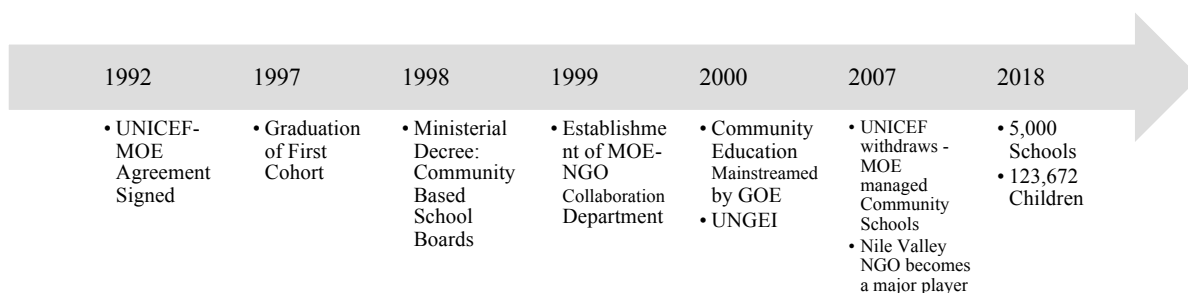 1992
• UNICEF-
MOE
Agreement
Signed
1997
• Graduation
of First
Cohort
1998
• Ministerial
Decree:
Community
Based
School
Boards
1999
• Establishme
nt of MOE-
NGO
Collaboration
Department
2000
• Community
Education
Mainstreamed
by GOE
• UNGEI
2007
• UNICEF
withdraws -
MOE
managed
Community
Schools
• Nile Valley
NGO becomes
a major player
2018
• 5,000
Schools
• 123,672
Children